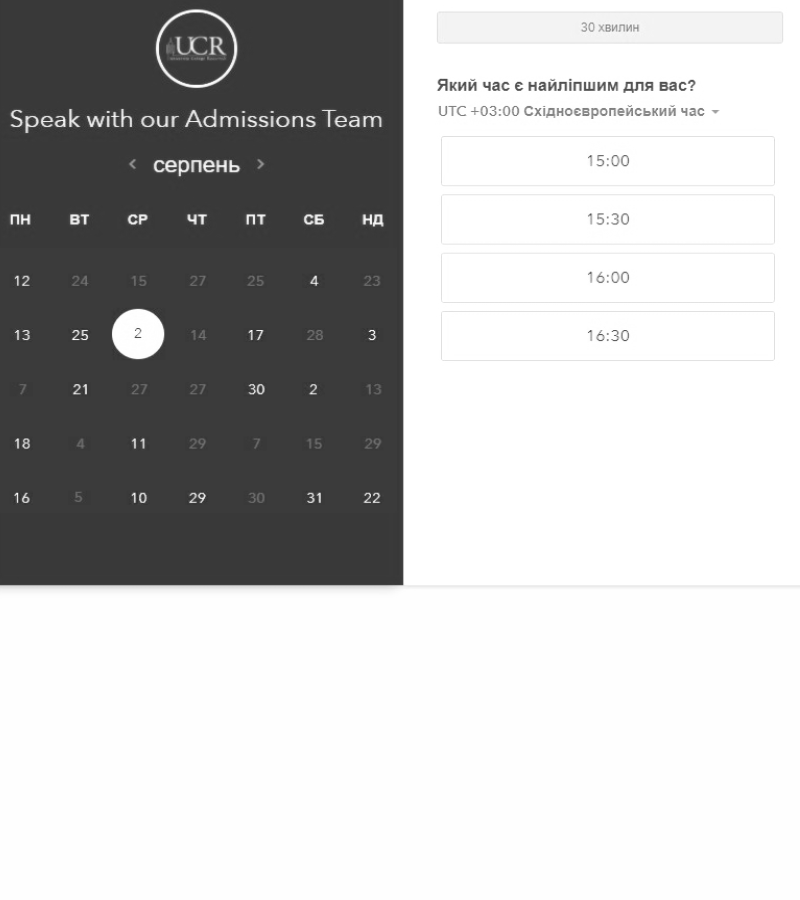 UCR
Speak with our Admissions Team
серпень
ПН ВТ СР ЧТ ПТ СБ НД
12 24 15 27 25 4 23
13 25 2 14 17 28 3
7 21 27 27 30 2 13
18 4 11 29 7 15 29
16 5 10 29 30 31 22
30 хвилин
Який час є найліпшим для вас?
UTC +03:00 Східноєвропейський час
15:00
15:30
16:00
16:30